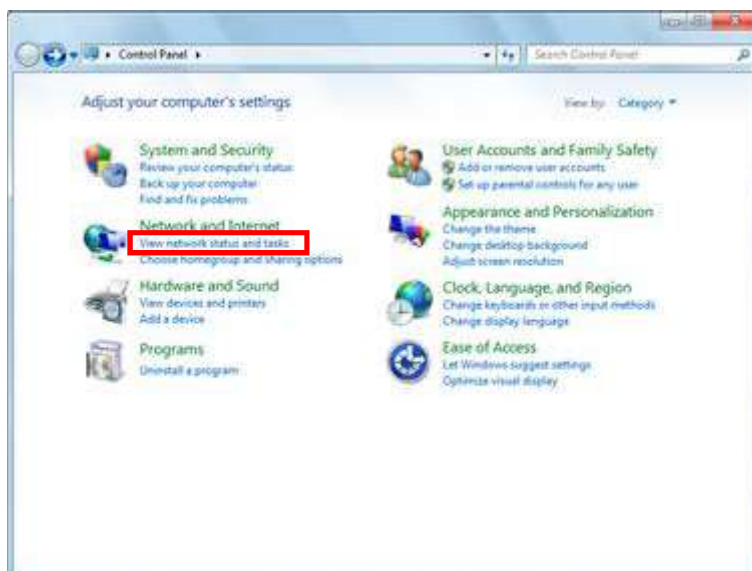 Control Panel
Search Control Panel
Adjust your computer's settings
View by: Category
System and Security
Review your computer's status
Back up your computer
Find and fix problems
Network and Internet
View network status and tasks
Choose homegroup and sharing options
Hardware and Sound
View devices and printers
Add a device
Programs
Uninstall a program
User Accounts and Family Safety
Add or remove user accounts
Set up parental controls for any user
Appearance and Personalization
Change the theme
Change desktop background
Adjust screen resolution
Clock, Language, and Region
Change keyboards or other input methods
Change display language
Ease of Access
Let Windows suggest settings
Optimize visual display